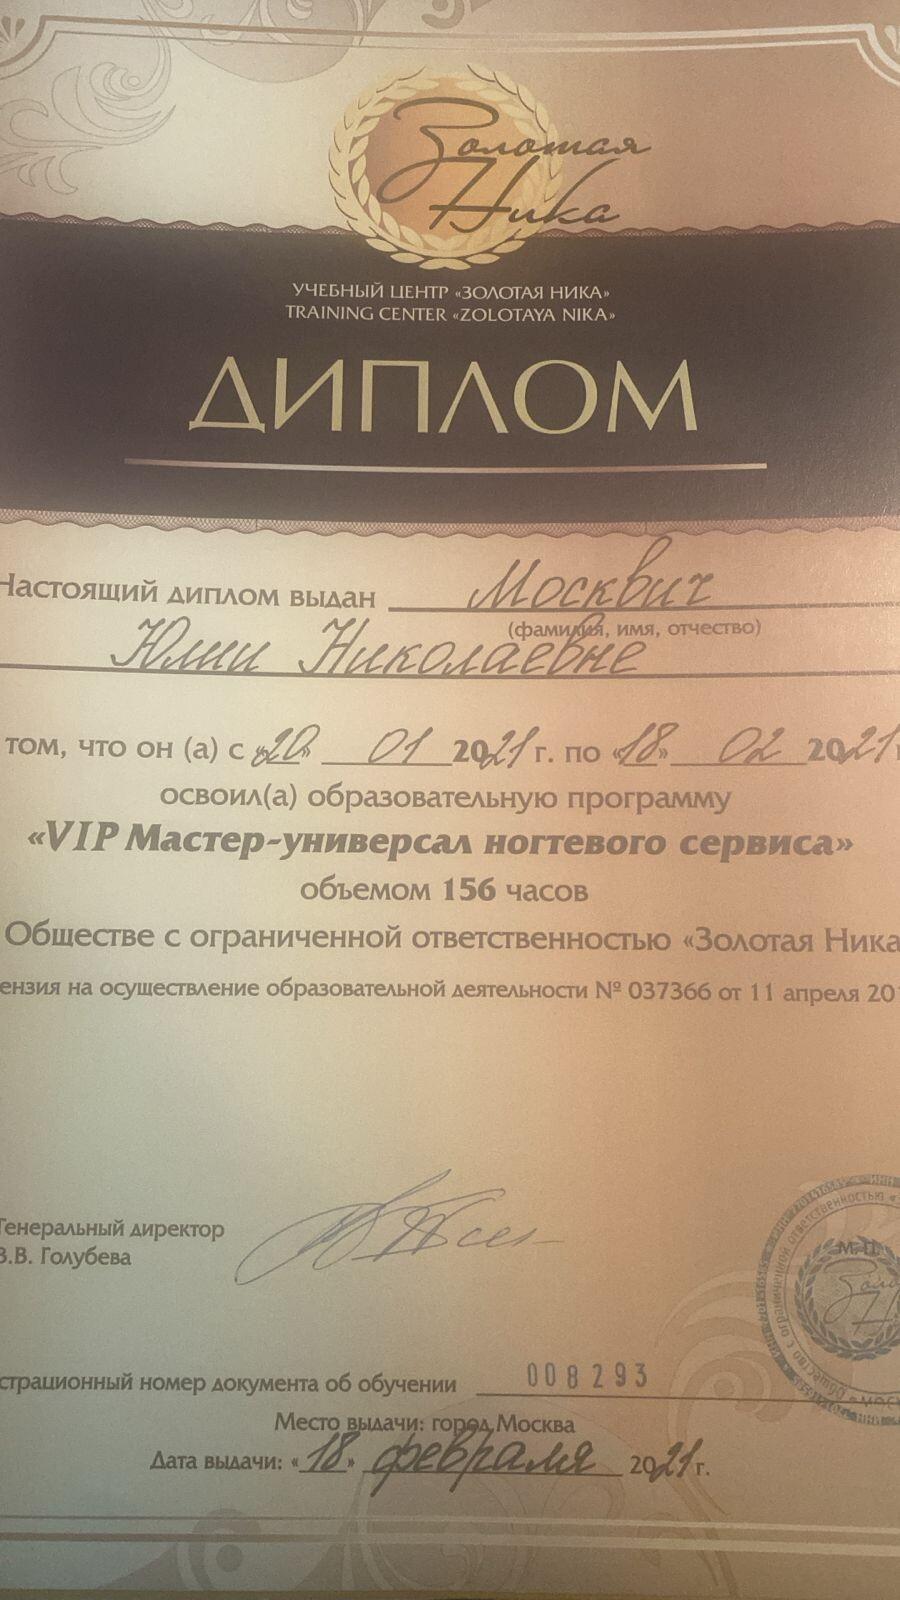 Золотая
Ника
УЧЕБНЫЙ ЦЕНТР «ЗОЛОТАЯ НИКА»
TRAINING CENTER «ZOLOTAYA NIKA»
ДИПЛОМ
Настоящий диплом выдан Москвич
(фамилия, имя, отчество)
Юлии Николаевне
том, что он (а) с «20» 01 2021 г. по «18» 02 2021 г
освоил(а) образовательную программу
«VIP Мастер-универсал ногтевого сервиса»
объемом 156 часов
Обществе с ограниченной ответственностью «Золотая Ника
ензия на осуществление образовательной деятельности № 037366 от 11 апреля 20
Генеральный директор
В.В. Голубева
М.П.
страционный номер документа об обучении 008293
Место выдачи: город Москва
Дата выдачи: «18» февраля 2021 г.